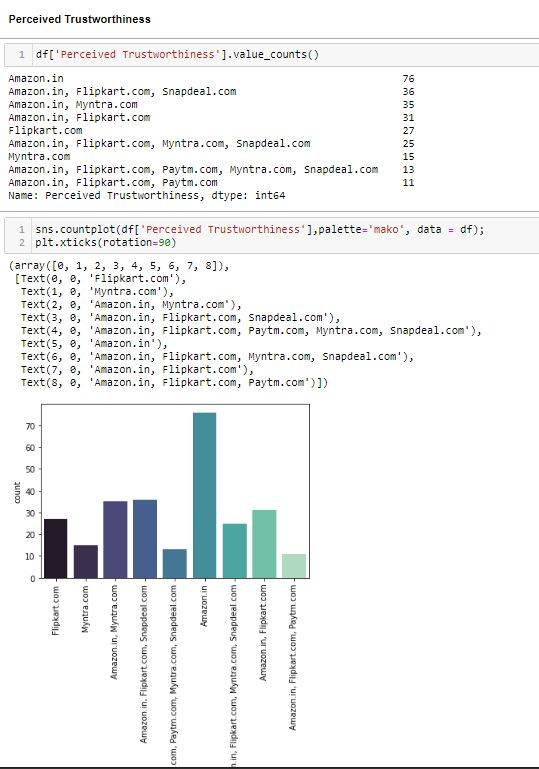 Perceived Trustworthiness
1 df['Perceived Trustworthiness'].value_counts()
Amazon.in 76
Amazon.in, Flipkart.com, Snapdeal.com 36
Amazon.in, Myntra.com 35
Amazon.in, Flipkart.com 31
Flipkart.com 27
Amazon.in, Flipkart.com, Myntra.com, Snapdeal.com 25
Myntra.com 15
Amazon.in, Flipkart.com, Paytm.com, Myntra.com, Snapdeal.com 13
Amazon.in, Flipkart.com, Paytm.com 11
Name: Perceived Trustworthiness, dtype: int64
1 sns.countplot(df['Perceived Trustworthiness'],palette='mako', data = df);
2 plt.xticks(rotation=90)
(array([0, 1, 2, 3, 4, 5, 6, 7, 8]),
[Text(0, 0, 'Flipkart.com'),
Text(1, 0, 'Myntra.com'),
Text(2, 0, 'Amazon.in, Myntra.com'),
Text(3, 0, 'Amazon.in, Flipkart.com, Snapdeal.com'),
Text(4, 0, 'Amazon.in, Flipkart.com, Paytm.com, Myntra.com, Snapdeal.com'),
Text(5, 0, 'Amazon.in'),
Text(6, 0, 'Amazon.in, Flipkart.com, Myntra.com, Snapdeal.com'),
Text(7, 0, 'Amazon.in, Flipkart.com'),
Text(8, 0, 'Amazon.in, Flipkart.com, Paytm.com')])
70
60
50
40
30
20
10
0
count
Flipkart.com
Myntra.com
Amazon.in, Myntra.com
Amazon.in, Flipkart.com, Snapdeal.com
.com, Paytm.com, Myntra.com, Snapdeal.com
Amazon.in
n.in, Flipkart.com, Myntra.com, Snapdeal.com
Amazon.in, Flipkart.com
Amazon.in, Flipkart.com, Paytm.com